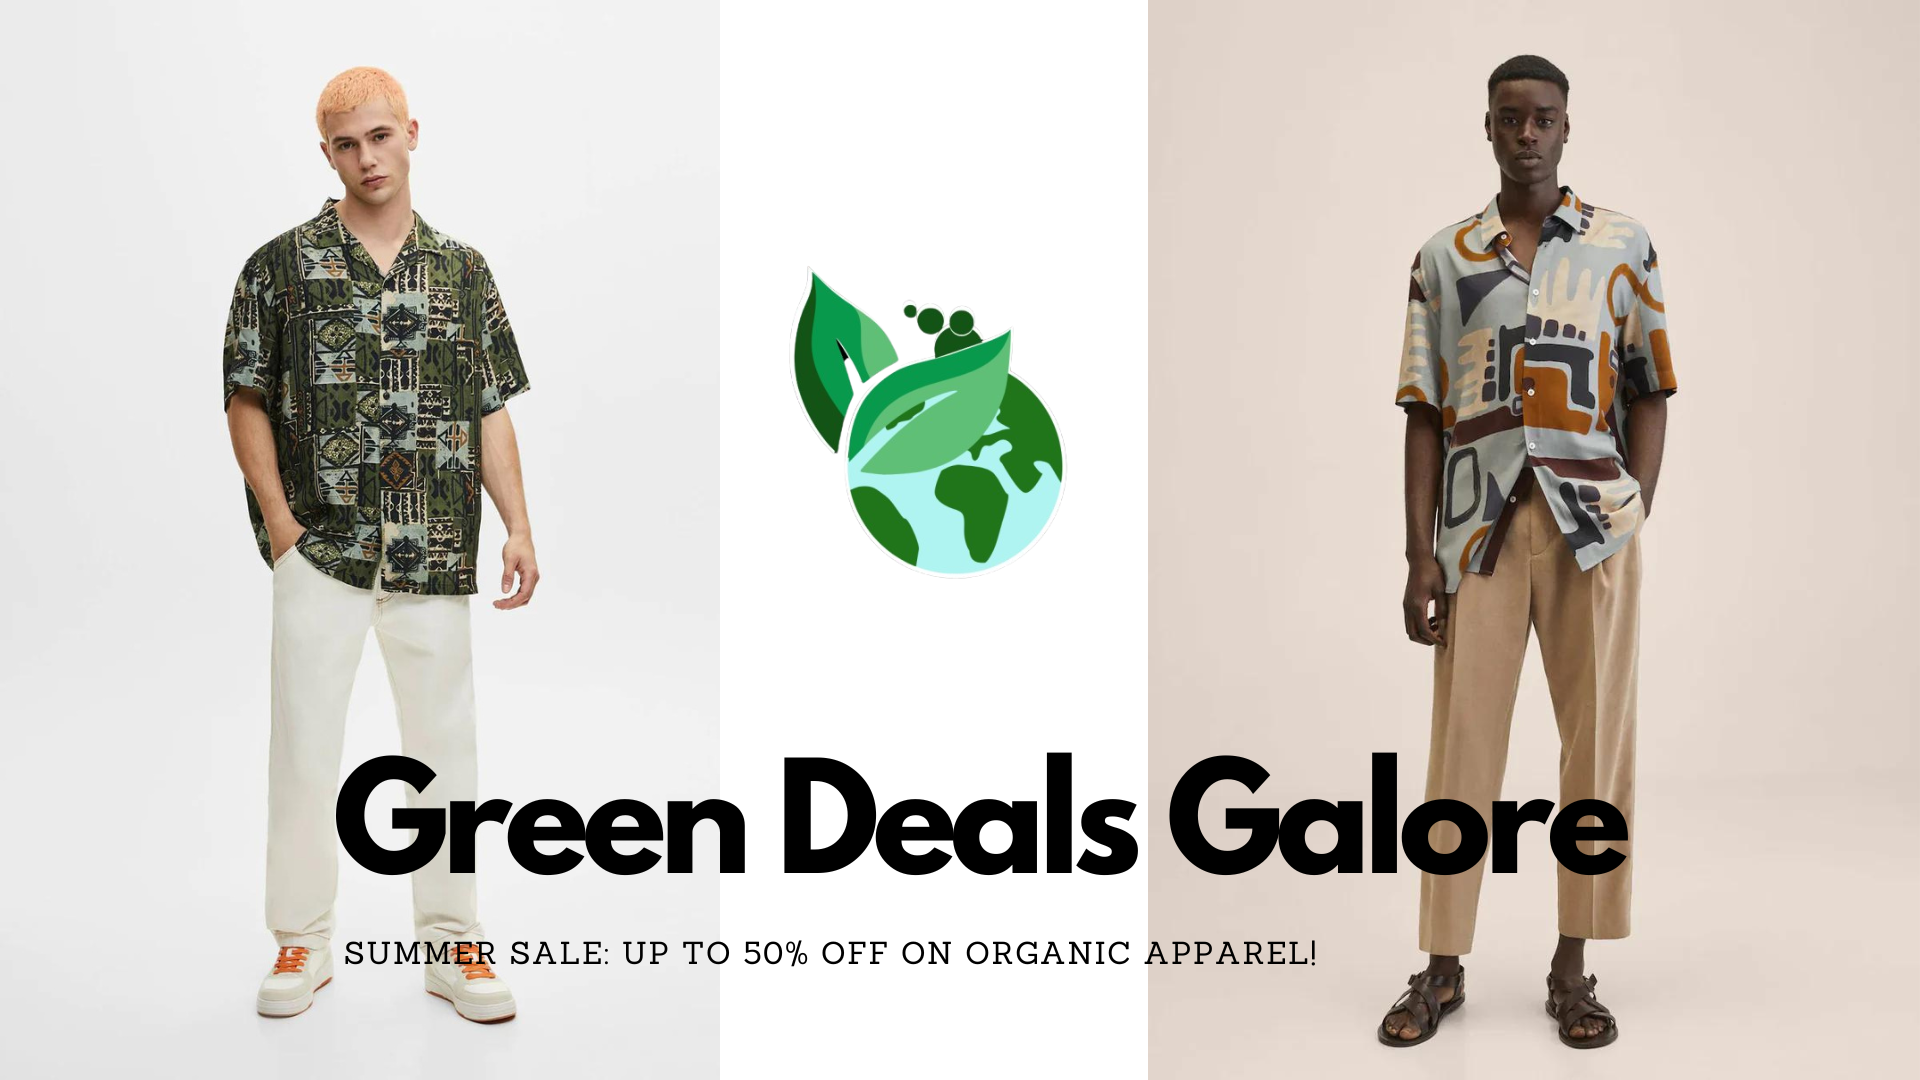 Green Deals Galore
SUMMER SALE: UP TO 50% OFF ON ORGANIC APPAREL!